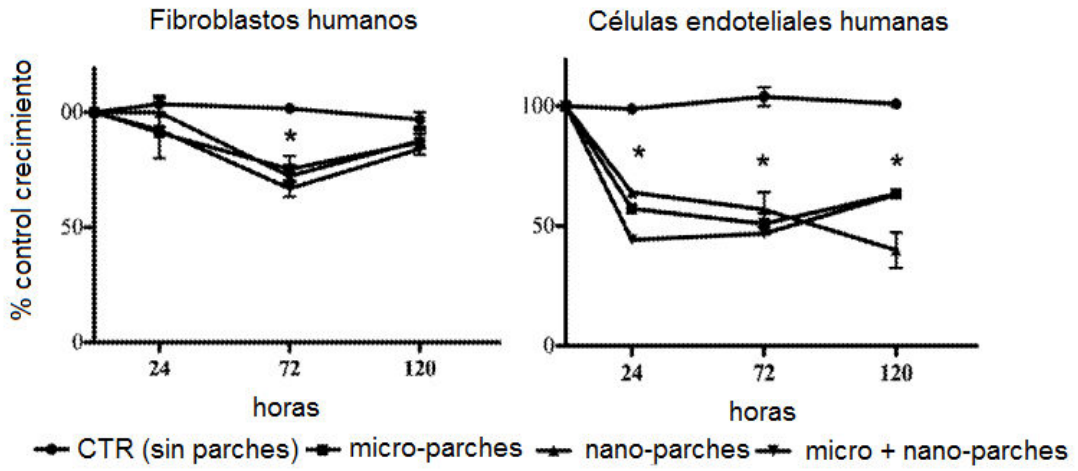 Fibroblastos humanos
Células endoteliales humanas
% control crecimiento
00
50
0
24 72 120
horas
100
50
0
24 72 120
horas
*
* * *
CTR (sin parches) micro-parches nano-parches micro + nano-parches